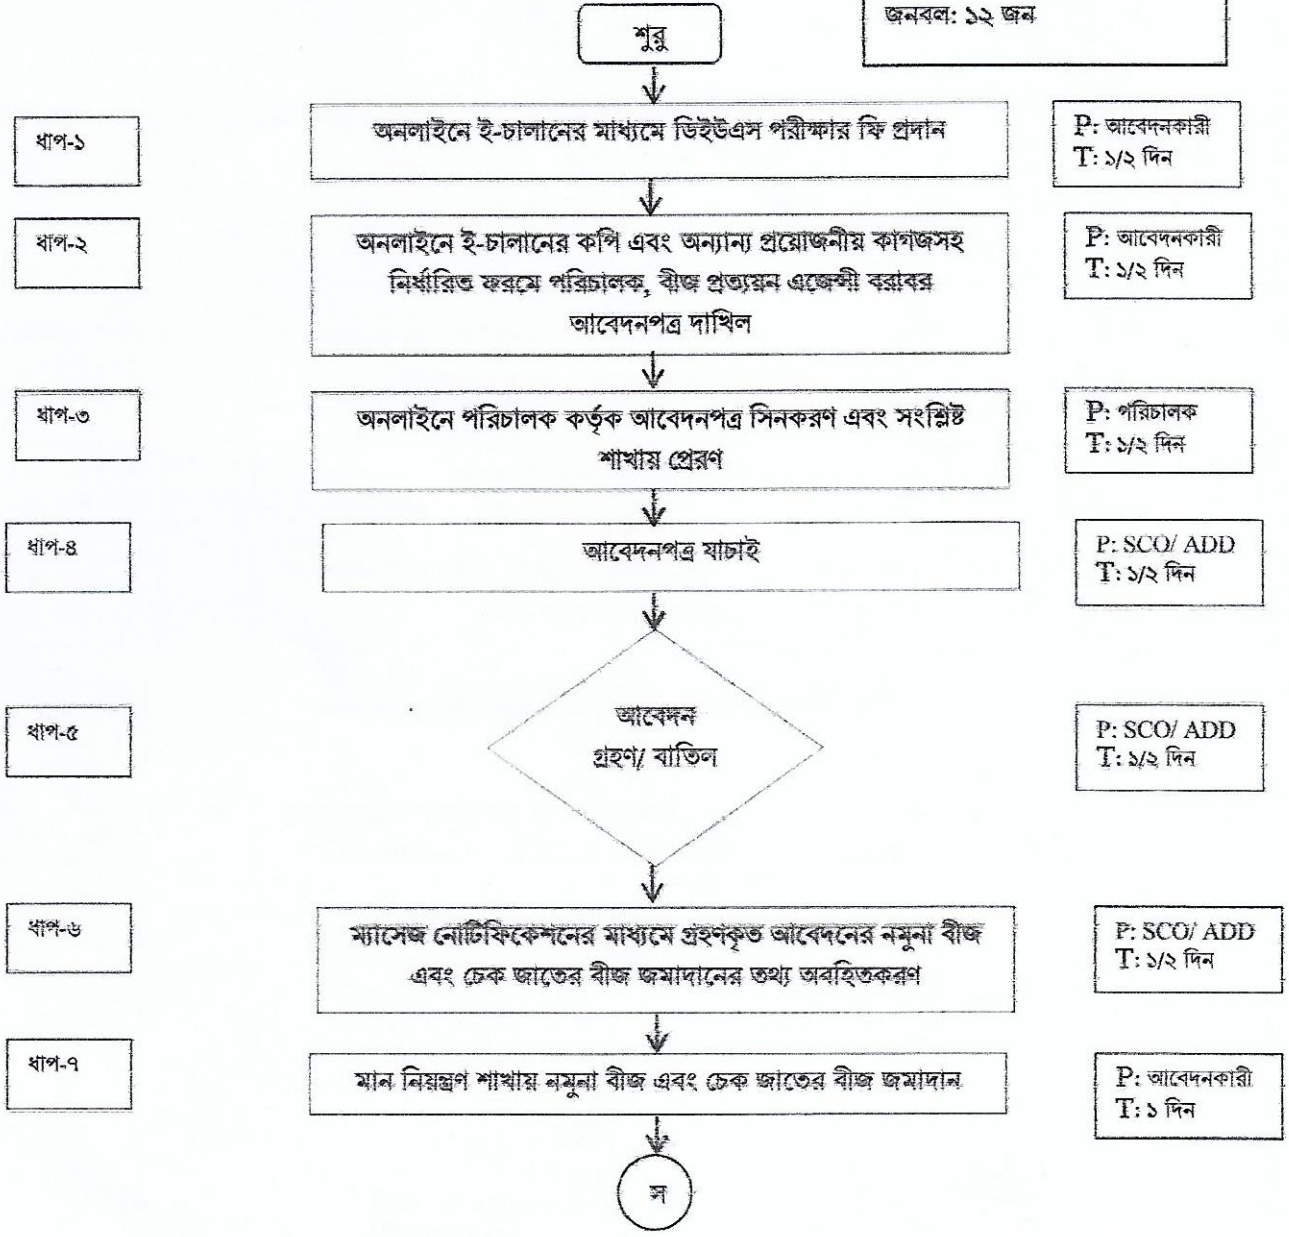 জনবল: ১২ জন
শুরু
ধাপ-১
অনলাইনে ই-চালানের মাধ্যমে ডিইউএস পরীক্ষার ফি প্রদান
P: আবেদনকারী
T: ১/২ দিন
ধাপ-২
অনলাইনে ই-চালানের কপি এবং অন্যান্য প্রয়োজনীয় কাগজসহ
নির্ধারিত ফরমে পরিচালক, বীজ প্রত্যয়ন এজেন্সী বরাবর
আবেদনপত্র দাখিল
P: আবেদনকারী
T: ১/২ দিন
ধাপ-৩
অনলাইনে পরিচালক কর্তৃক আবেদনপত্র সিনকরণ এবং সংশ্লিষ্ট
শাখায় প্রেরণ
P: পরিচালক
T: ১/২ দিন
ধাপ-৪
আবেদনপত্র যাচাই
P: SCO/ ADD
T: ১/২ দিন
ধাপ-৫
আবেদন
গ্রহণ/ বাতিল
P: SCO/ ADD
T: ১/২ দিন
ধাপ-৬
ম্যাসেজ নোটিফিকেশনের মাধ্যমে গ্রহণকৃত আবেদনের নমুনা বীজ
এবং চেক জাতের বীজ জমাদানের তথ্য অবহিতকরণ
P: SCO/ ADD
T: ১/২ দিন
ধাপ-৭
মান নিয়ন্ত্রণ শাখায় নমুনা বীজ এবং চেক জাতের বীজ জমাদান
P: আবেদনকারী
T: ১ দিন
স